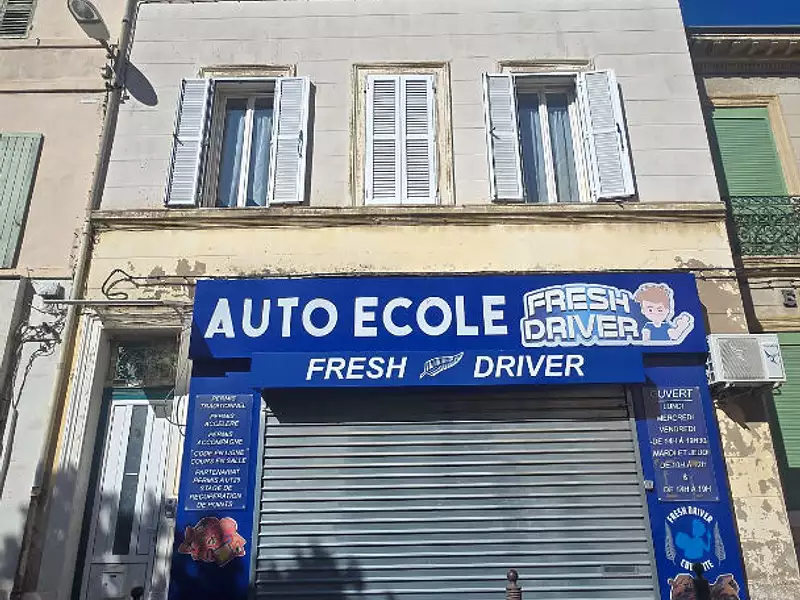 AUTO ECOLE
FRESH
DRIVER
FRESH DRIVER
PERMIS
TRADITIONNEL
PERMIS
ACCELERE
PERMIS
ACCOMPAGNE
"CODE EN LIGNE"
COURS EN SALLE
PARTENARIAT
PERMIS AUTIS
STAGE DE
RECUPERATION
DE POINTS
OUVERT
LUNDI
MERCREDI
VENDREDI
DE 14H À 19H30
MARDI ET JEUDI
DE 10H À 12H
&
DE 14H À 19H
FRESH DRIVER